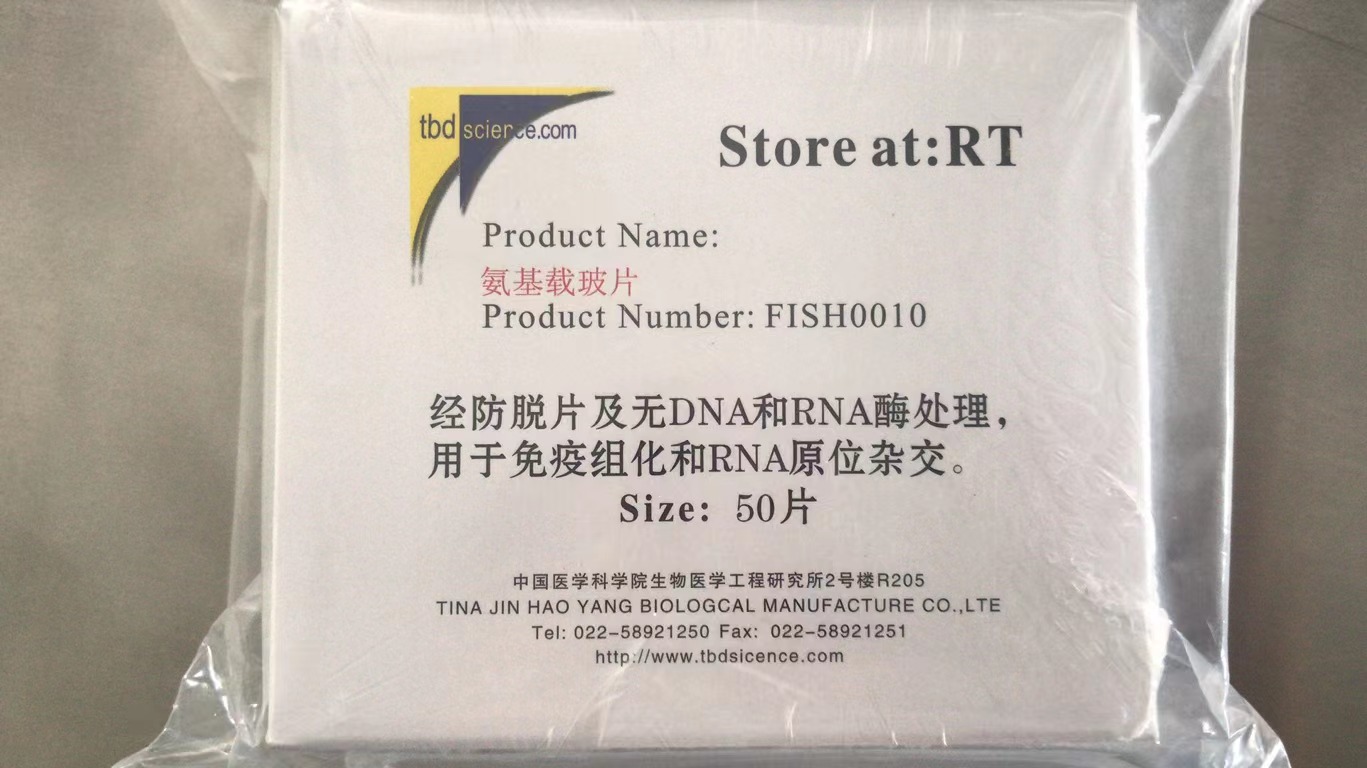 tbdscience.com
Store at:RT
Product Name:
氨基载玻片
Product Number: FISH0010
经防脱片及无DNA和RNA酶处理，
用于免疫组化和RNA原位杂交。
Size: 50片
中国医学科学院生物医学工程研究所2号楼R205
TINA JIN HAO YANG BIOLOGCAL MANUFACTURE CO.,LTE
Tel: 022-58921250 Fax: 022-58921251
http://www.tbdsicence.com